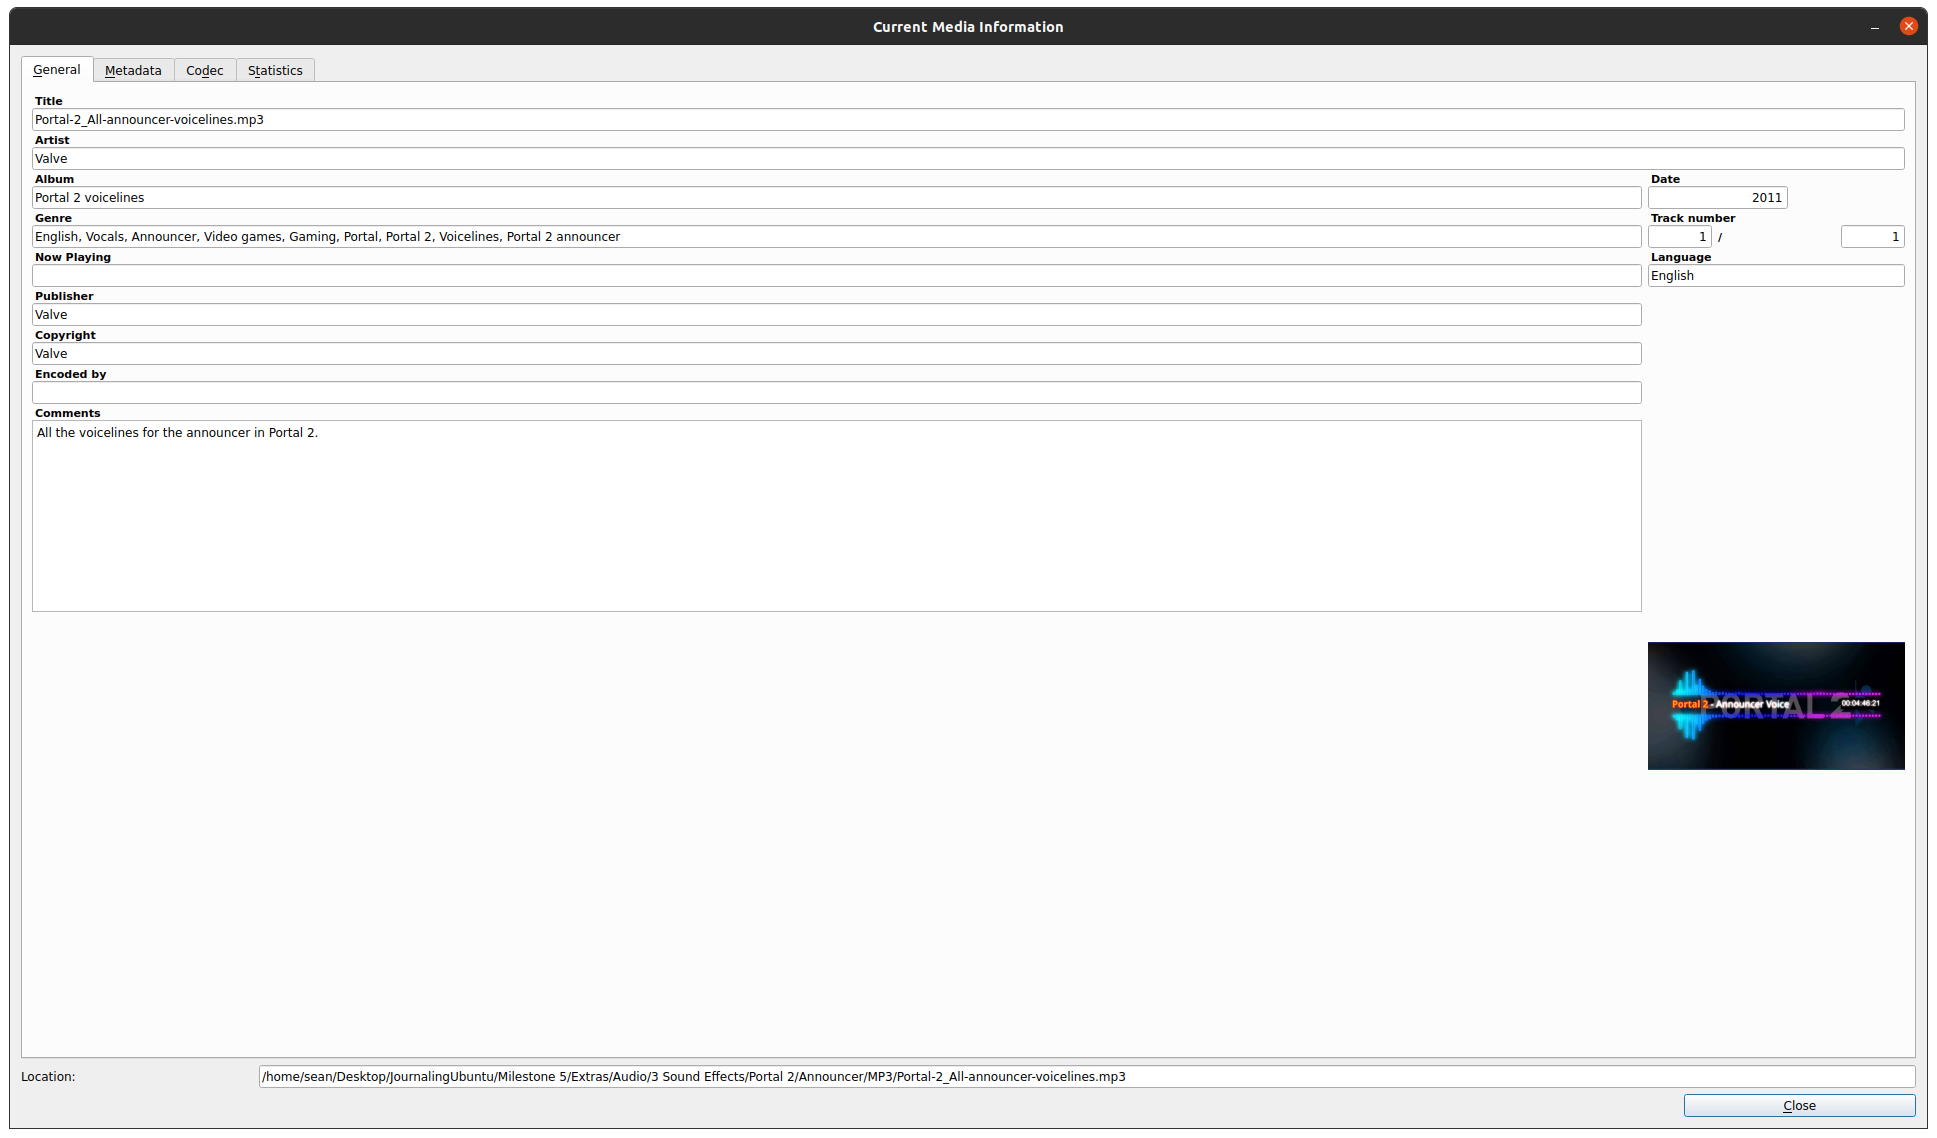 Current Media Information
General Metadata Codec Statistics
Title
Portal-2_All-announcer-voicelines.mp3
Artist
Valve
Album Date
Portal 2 voicelines 2011
Genre Track number
English, Vocals, Announcer, Video games, Gaming, Portal, Portal 2, Voicelines, Portal 2 announcer 1 / 1
Now Playing Language
English
Publisher
Valve
Copyright
Valve
Encoded by
Comments
All the voicelines for the announcer in Portal 2.
PORTAL 2
Portal 2 - Announcer Voice 00:04:46:21
Location: /home/sean/Desktop/JournalingUbuntu/Milestone 5/Extras/Audio/3 Sound Effects/Portal 2/Announcer/MP3/Portal-2_All-announcer-voicelines.mp3
Close